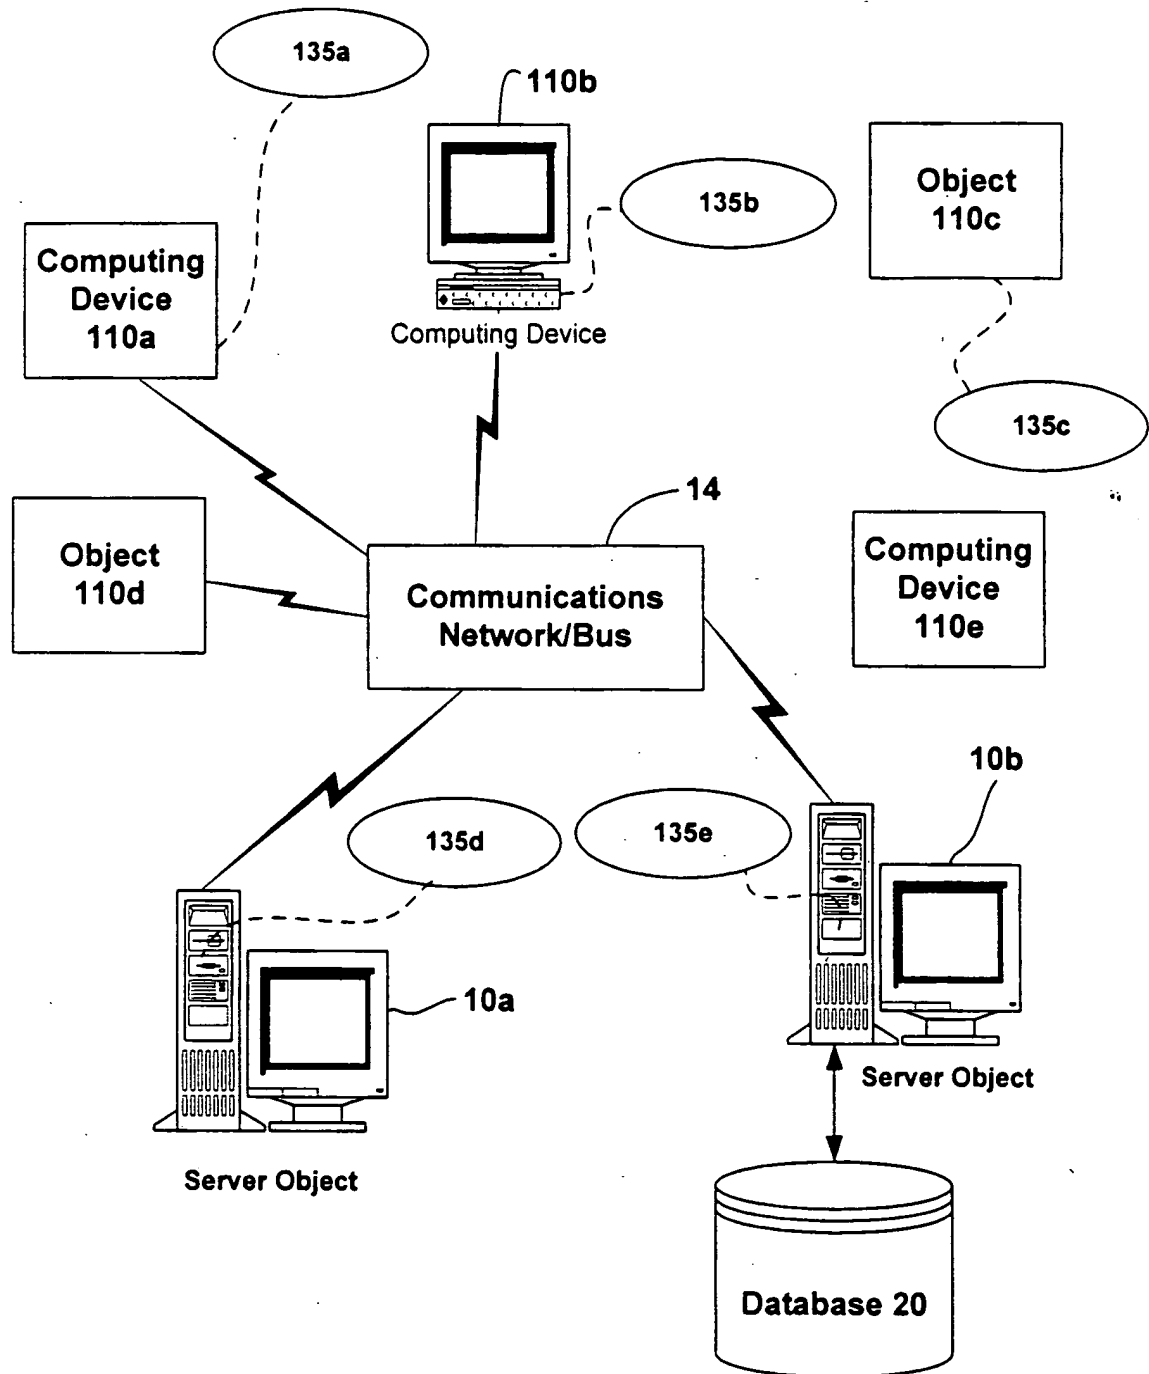 135a
110b
135b
Object
110c
Computing
Device
110a
Computing Device
135c
14
Object
110d
Communications
Network/Bus
Computing
Device
110e
10b
135d
135e
10a
Server Object
Server Object
Database 20